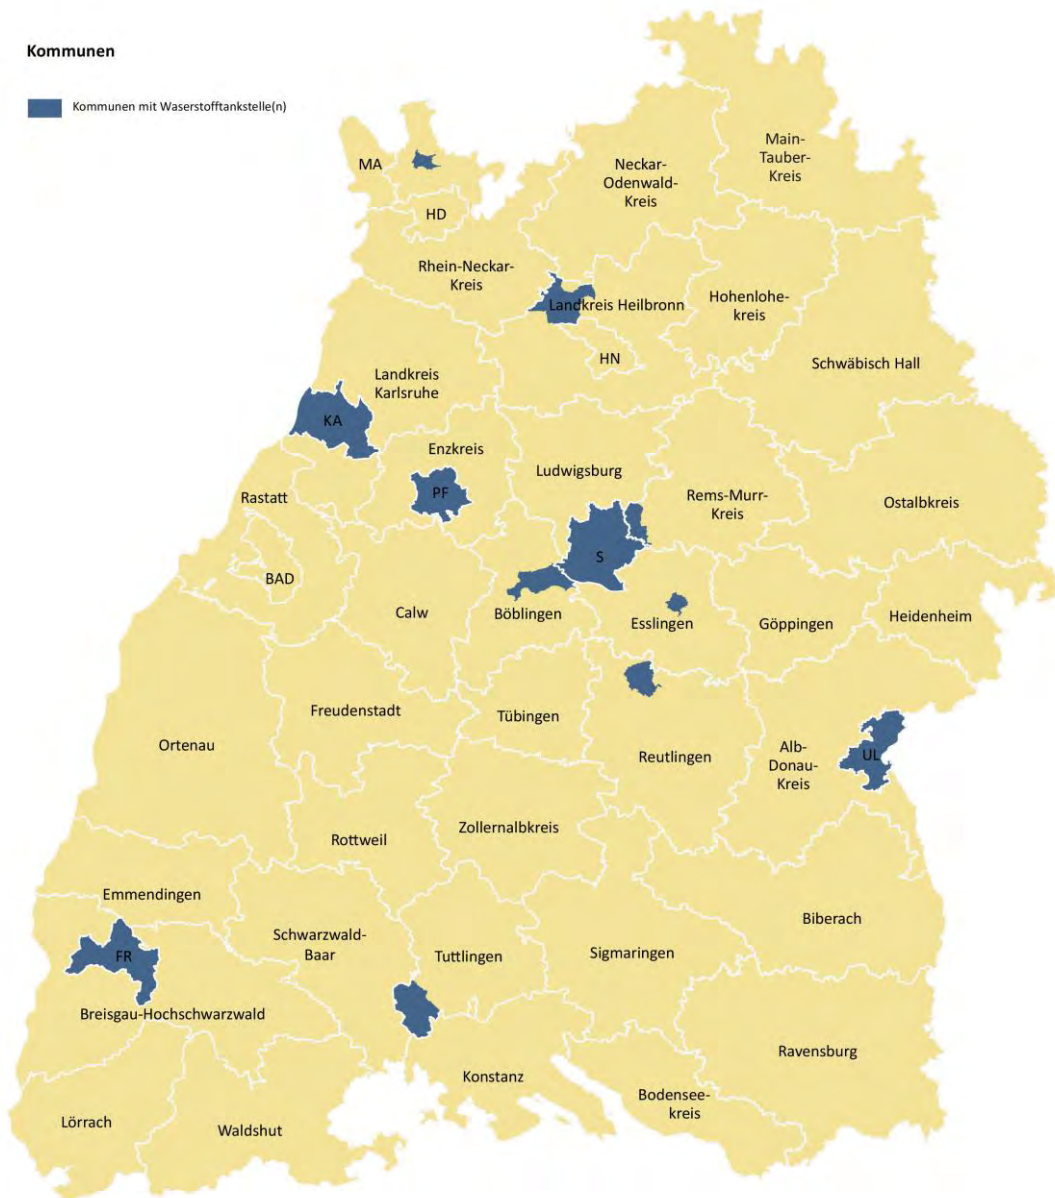 Kommunen
Kommunen mit Waserstofftankstelle(n)
MA
Main-
Tauber-
Kreis
Neckar-
Odenwald-
Kreis
HD
Rhein-Neckar-
Kreis
Landkreis Heilbronn
Hohenlohe-
kreis
HN
Schwäbisch Hall
Landkreis
Karlsruhe
KA
Enzkreis
Ludwigsburg
PF
Rastatt
Rems-Murr-
Kreis
Ostalbkreis
S
BAD
Calw
Böblingen
Esslingen
Göppingen
Heidenheim
Freudenstadt
Tübingen
Ortenau
Reutlingen
Alb-
Donau-
Kreis
UL
Rottweil
Zollernalbkreis
Emmendingen
Biberach
Schwarzwald-
Baar
Tuttlingen
Sigmaringen
FR
Breisgau-Hochschwarzwald
Ravensburg
Konstanz
Bodensee-
kreis
Lörrach
Waldshut